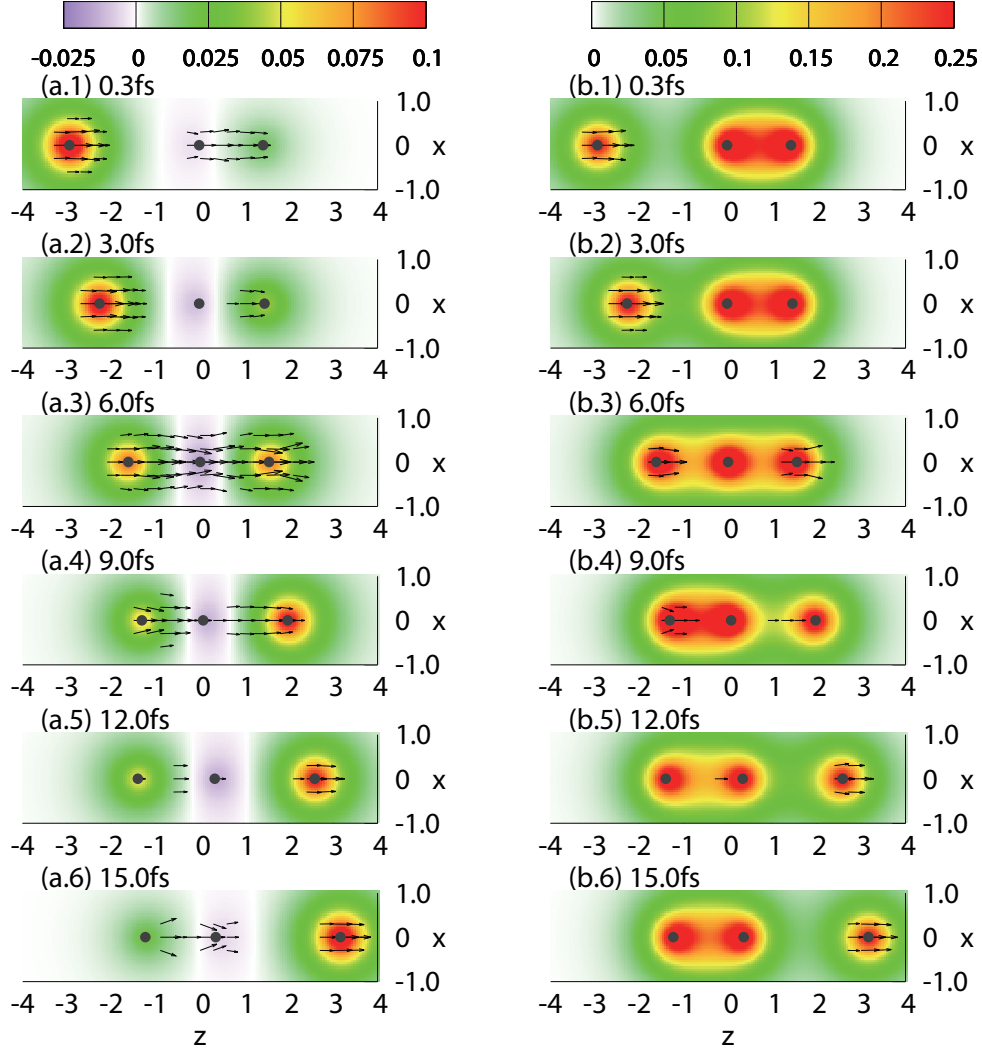 -0.025 0 0.025 0.05 0.075 0.1
0 0.05 0.1 0.15 0.2 0.25
(a.1) 0.3fs
1.0
0 x
-1.0
-4 -3 -2 -1 0 1 2 3 4
(b.1) 0.3fs
1.0
0 x
-1.0
-4 -3 -2 -1 0 1 2 3 4
(a.2) 3.0fs
1.0
0 x
-1.0
-4 -3 -2 -1 0 1 2 3 4
(b.2) 3.0fs
1.0
0 x
-1.0
-4 -3 -2 -1 0 1 2 3 4
(a.3) 6.0fs
1.0
0 x
-1.0
-4 -3 -2 -1 0 1 2 3 4
(b.3) 6.0fs
1.0
0 x
-1.0
-4 -3 -2 -1 0 1 2 3 4
(a.4) 9.0fs
1.0
0 x
-1.0
-4 -3 -2 -1 0 1 2 3 4
(b.4) 9.0fs
1.0
0 x
-1.0
-4 -3 -2 -1 0 1 2 3 4
(a.5) 12.0fs
1.0
0 x
-1.0
-4 -3 -2 -1 0 1 2 3 4
(b.5) 12.0fs
1.0
0 x
-1.0
-4 -3 -2 -1 0 1 2 3 4
(a.6) 15.0fs
1.0
0 x
-1.0
-4 -3 -2 -1 0 1 2 3 4
z
(b.6) 15.0fs
1.0
0 x
-1.0
-4 -3 -2 -1 0 1 2 3 4
z